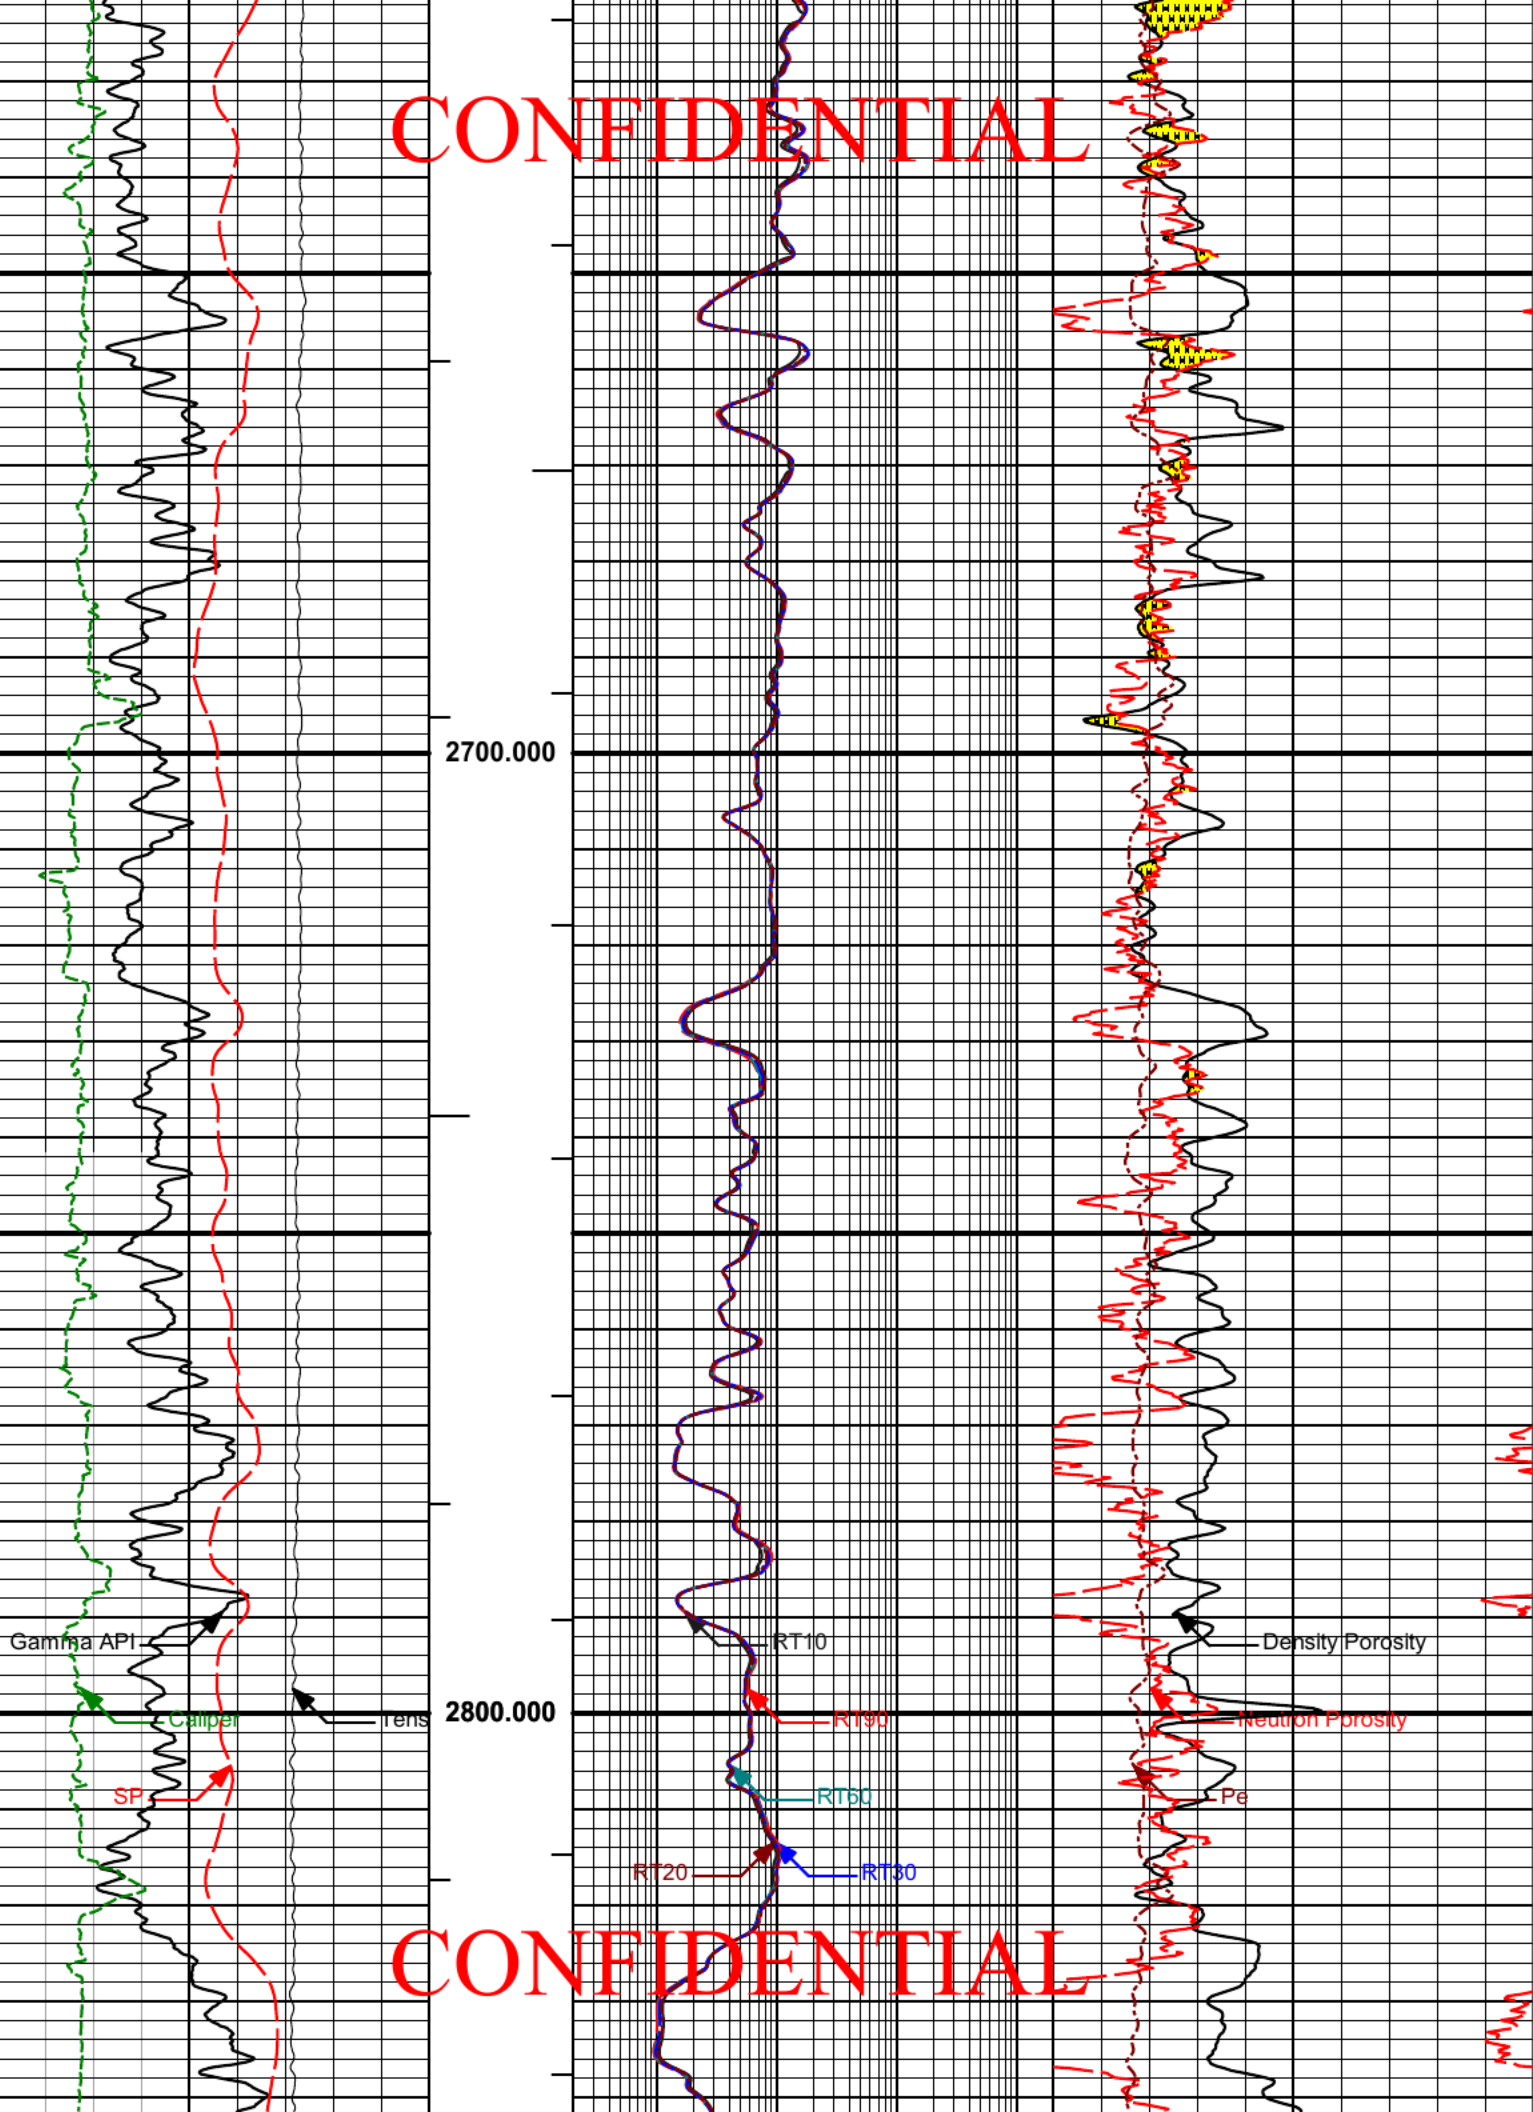 CONFIDENTIAL
2700.000
Gamma API
RT10
Density Porosity
Caliper
Tens
2800.000
RT90
Neutron Porosity
SP
RT60
Pe
RT20
RT30
CONFIDENTIAL